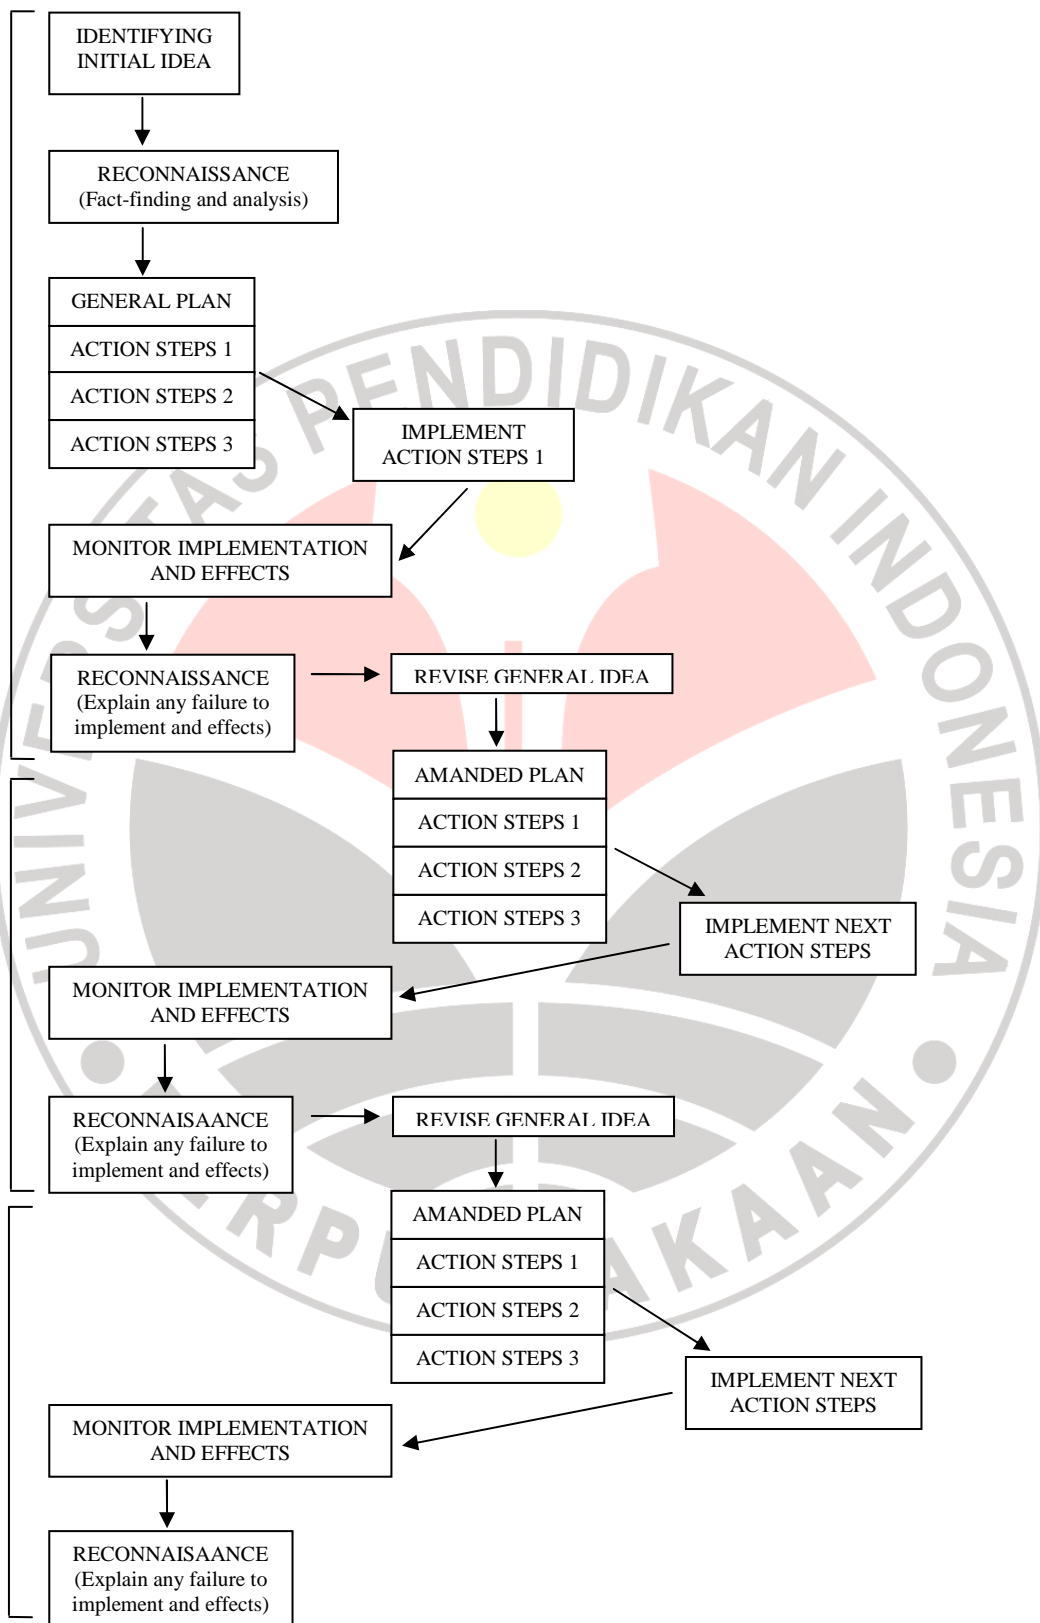 IDENTIFYING
INITIAL IDEA
RECONNAISSANCE
(Fact-finding and analysis)
GENERAL PLAN
ACTION STEPS 1
ACTION STEPS 2
ACTION STEPS 3
IMPLEMENT
ACTION STEPS 1
MONITOR IMPLEMENTATION
AND EFFECTS
RECONNAISSANCE
(Explain any failure to
implement and effects)
REVISE GENERAL IDEA
AMANDED PLAN
ACTION STEPS 1
ACTION STEPS 2
ACTION STEPS 3
IMPLEMENT NEXT
ACTION STEPS
MONITOR IMPLEMENTATION
AND EFFECTS
RECONNAISAANCE
(Explain any failure to
implement and effects)
REVISE GENERAL IDEA
AMANDED PLAN
ACTION STEPS 1
ACTION STEPS 2
ACTION STEPS 3
IMPLEMENT NEXT
ACTION STEPS
MONITOR IMPLEMENTATION
AND EFFECTS
RECONNAISAANCE
(Explain any failure to
implement and effects)
UNIVERSITAS PENDIDIKAN INDONESIA
PERPUSTAKAAN